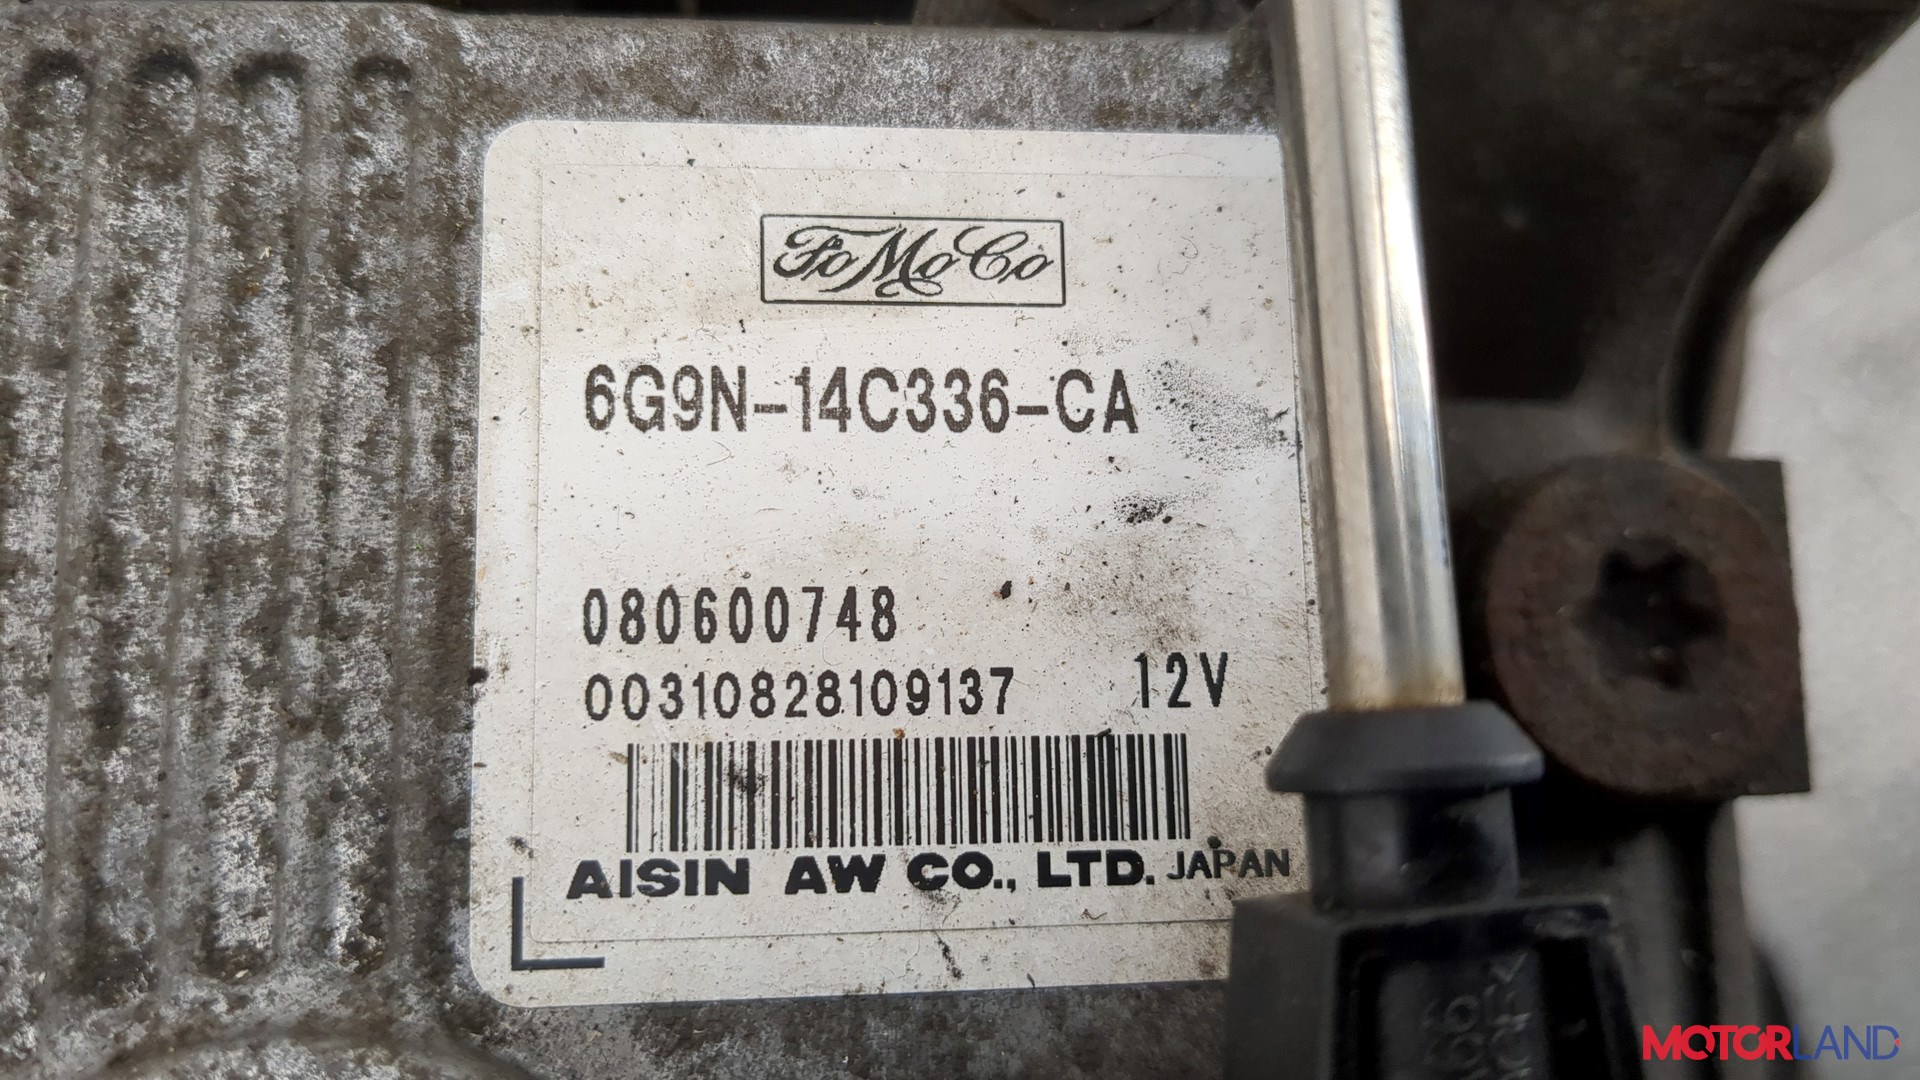 FoMoCo
6G9N-14C336-CA
080600748
00310828109137 12V
AISIN AW CO., LTD. JAPAN
MOTORLAND